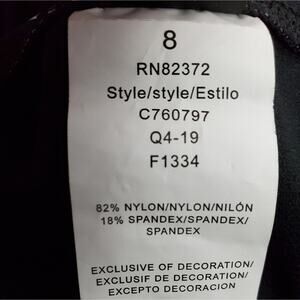 8
RN82372
Style/style/Estilo
C760797
Q4-19
F1334
82% NYLON/NYLON/NILÓN
18% SPANDEX/SPANDEX/
SPANDEX
EXCLUSIVE OF DECORATION/
EXCLUSIF DE DECORATION/
EXCEPTO DECORACION